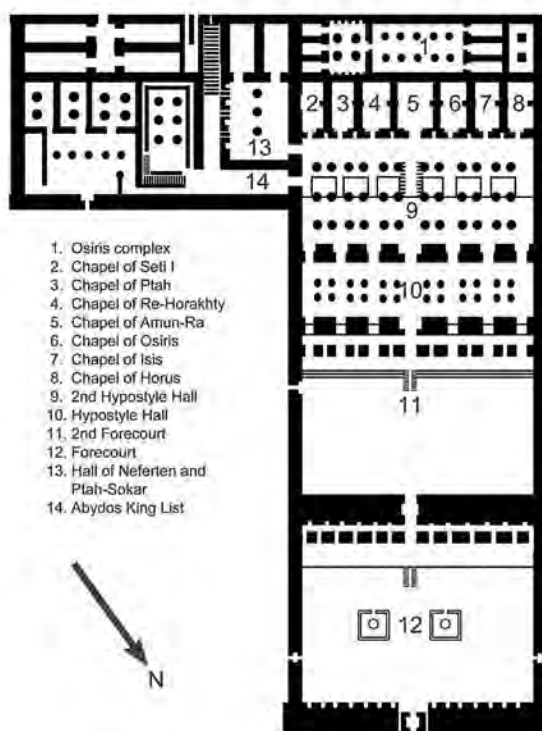 1
2 3 4 5 6 7 8
13
14
9
10
11
12
1. Osiris complex
2. Chapel of Seti I
3. Chapel of Ptah
4. Chapel of Re-Horakhty
5. Chapel of Amun-Ra
6. Chapel of Osiris
7. Chapel of Isis
8. Chapel of Horus
9. 2nd Hypostyle Hall
10. Hypostyle Hall
11. 2nd Forecourt
12. Forecourt
13. Hall of Neferten and
Ptah-Sokar
14. Abydos King List
N